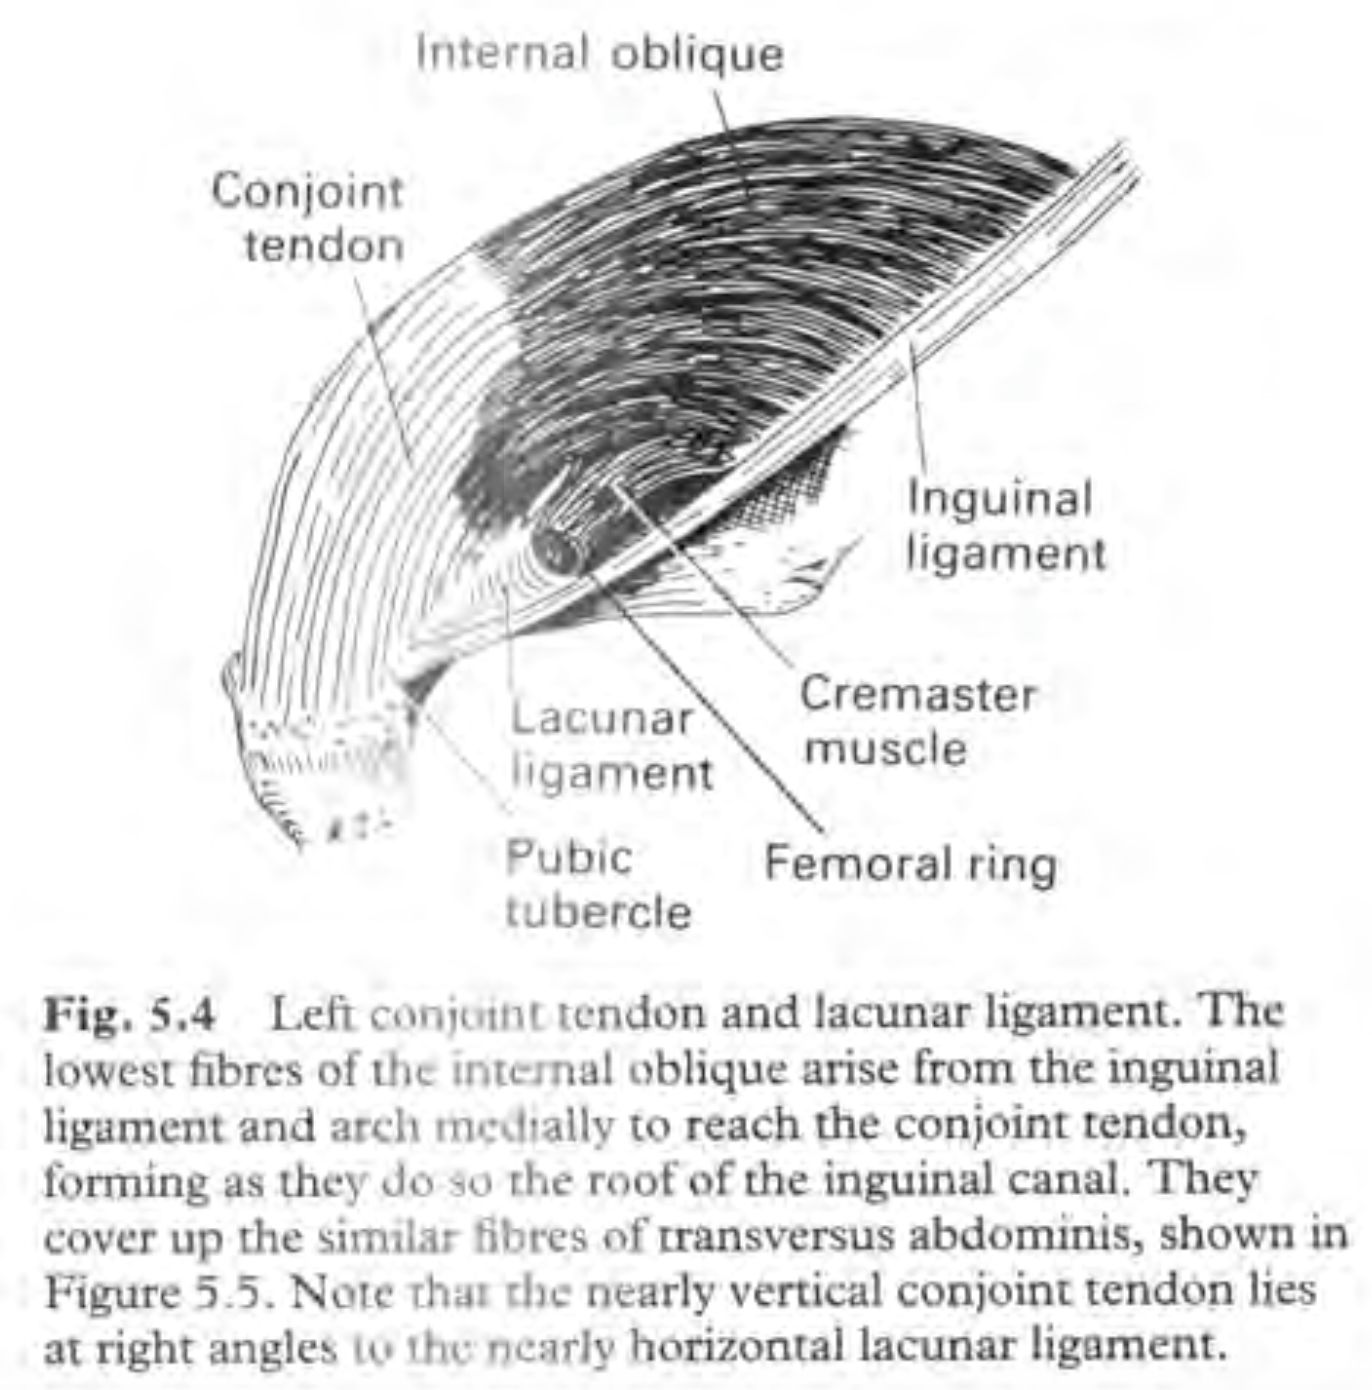 Internal oblique
Conjoint
tendon
Inguinal
ligament
Cremaster
muscle
Lacunar
ligament
Pubic
tubercle
Femoral ring
Fig. 5.4 Left conjoint tendon and lacunar ligament. The
lowest fibres of the internal oblique arise from the inguinal
ligament and arch medially to reach the conjoint tendon,
forming as they do so the roof of the inguinal canal. They
cover up the similar fibres of transversus abdominis, shown in
Figure 5.5. Note that the nearly vertical conjoint tendon lies
at right angles to the nearly horizontal lacunar ligament.